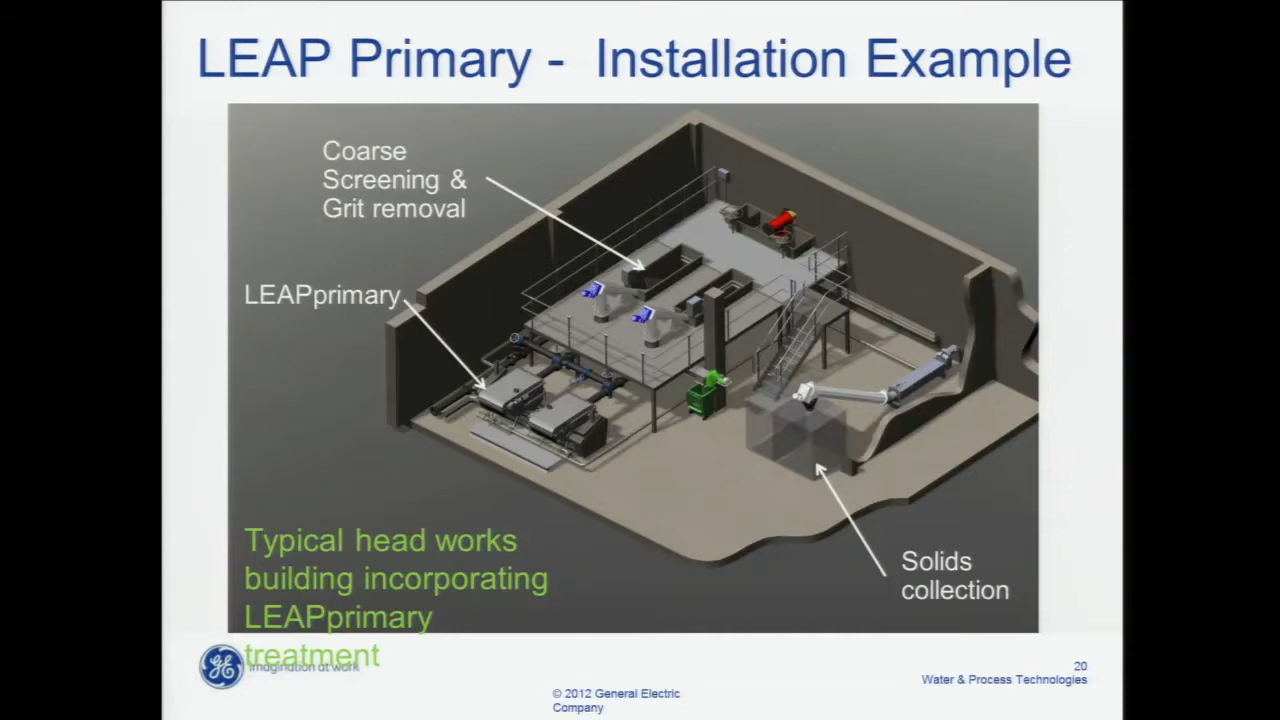 LEAP Primary - Installation Example
Coarse
Screening &
Grit removal
LEAPprimary
Typical head works
building incorporating
LEAPprimary
treatment
Solids
collection
imagination at work
20
Water & Process Technologies
© 2012 General Electric
Company